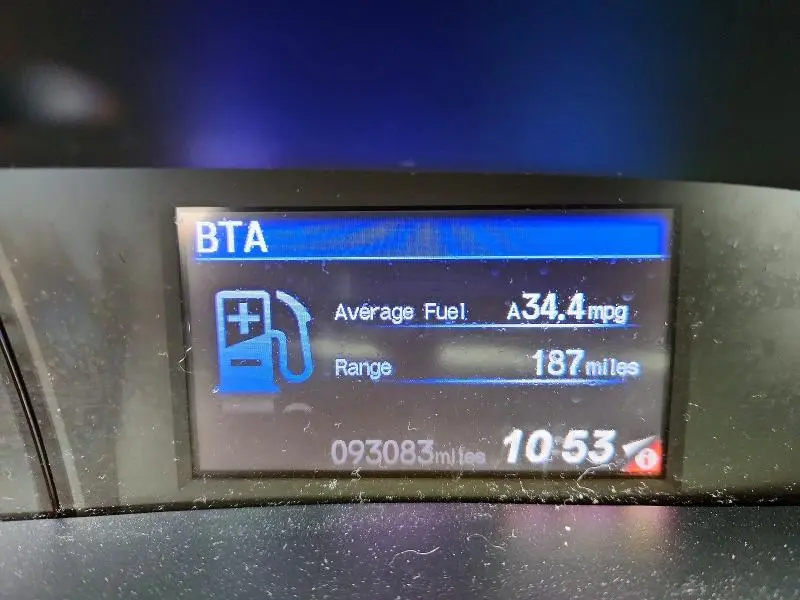 BTA
Average Fuel A34.4mpg
Range 187miles
093083miles 10:53 i